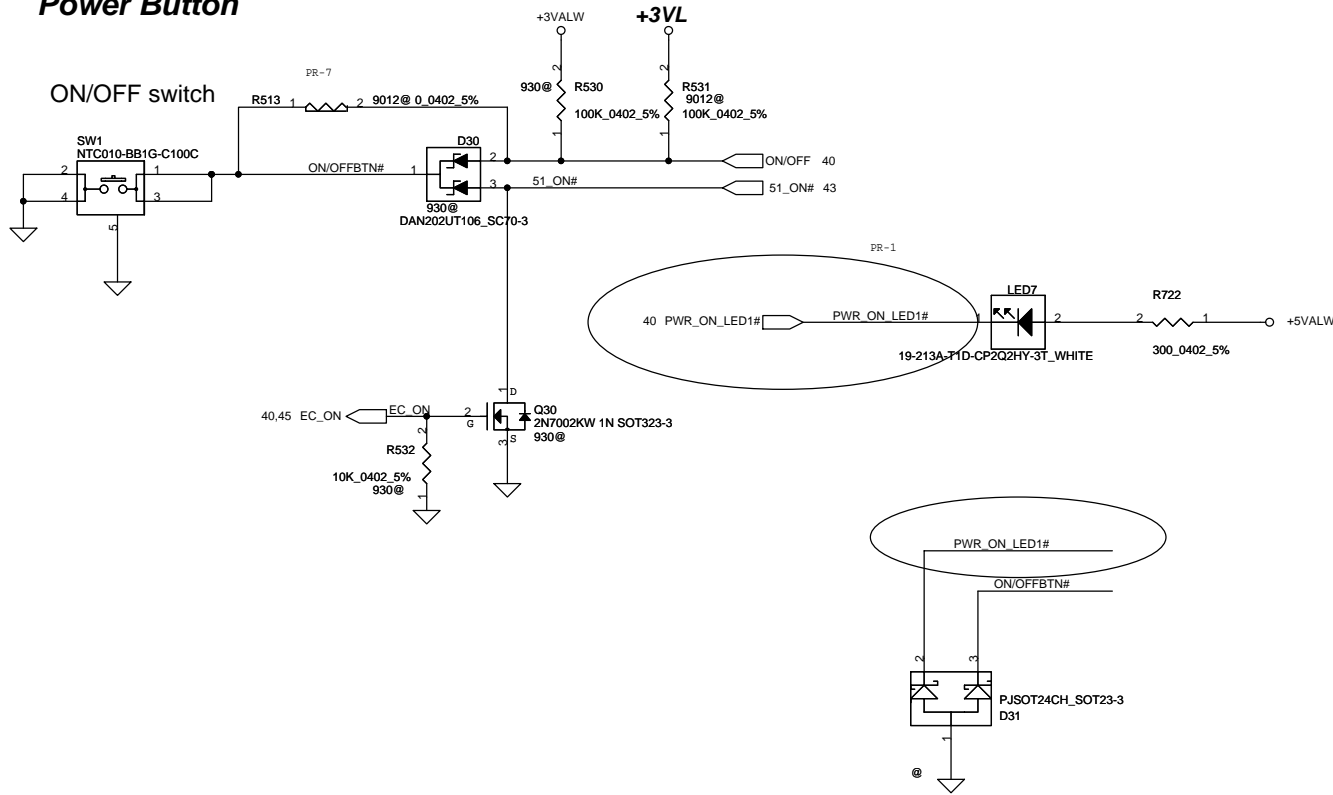 Power Button
+3VALW
+3VL
PR-7
ON/OFF switch
R513 1 2 9012@ 0_0402_5%
930@ R530
100K_0402_5%
2
1
R531
9012@
100K_0402_5%
2
1
SW1
NTC010-BB1G-C100C
2 1
4 3
5
ON/OFFBTN#
D30
1 2
3
930@
DAN202UT106_SC70-3
ON/OFF 40
51_ON# 51_ON# 43
PR-1
40 PWR_ON_LED1# PWR_ON_LED1# 1
LED7
2
19-213A-T1D-CP2Q2HY-3T_WHITE
R722
2 1
300_0402_5%
+5VALW
40,45 EC_ON EC_ON
1 D
2 G
3 S
Q30
2N7002KW 1N SOT323-3
930@
R532
2
1
10K_0402_5%
930@
PWR_ON_LED1#
ON/OFFBTN#
2 3
1
PJSOT24CH_SOT23-3
D31
@